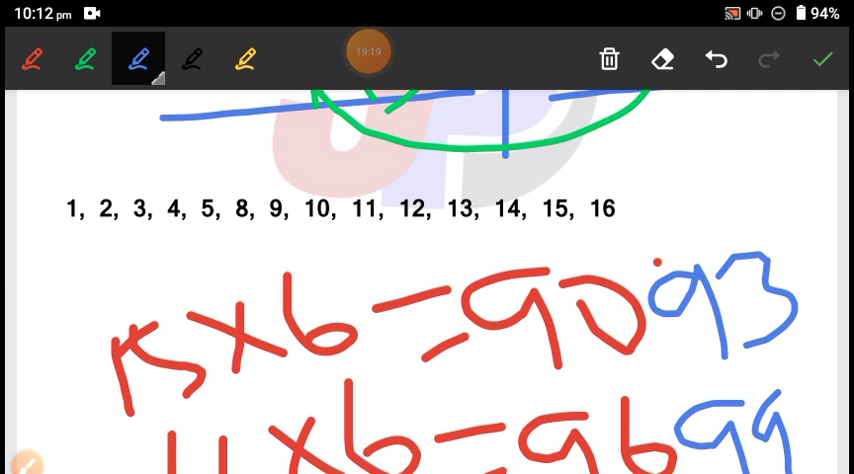 10:12 pm 94%
19:19
1, 2, 3, 4, 5, 8, 9, 10, 11, 12, 13, 14, 15, 16
15 x 6 = 90 93
x 6 = 96 99